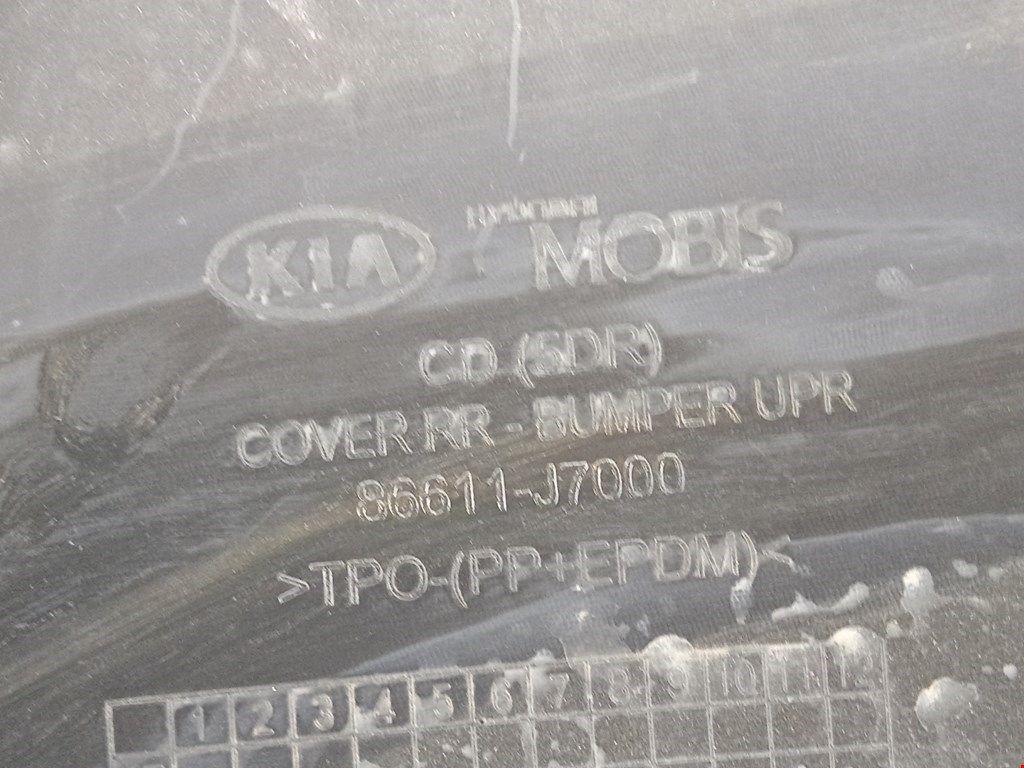 KIA HYUNDAI MOBIS
CD (5DR)
COVER RR - BUMPER UPR
86611-J7000
>TPO-(PP+EPDM)<
1 2 3 4 5 6 7 8 9 10 11 12